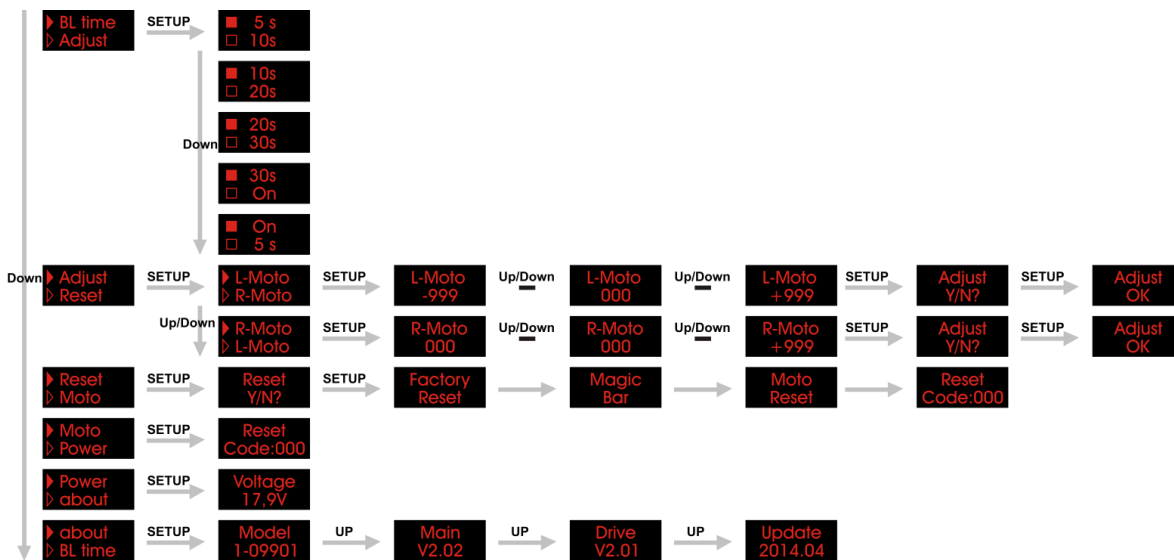 ▶ BL time
▷ Adjust
SETUP
■ 5 s
□ 10s
■ 10s
□ 20s
Down
■ 20s
□ 30s
■ 30s
□ On
■ On
□ 5 s
Down
▶ Adjust
▷ Reset
SETUP
▶ L-Moto
▷ R-Moto
SETUP
L-Moto
-999
Up/Down
L-Moto
000
Up/Down
L-Moto
+999
SETUP
Adjust
Y/N?
SETUP
Adjust
OK
Up/Down
▶ R-Moto
▷ L-Moto
SETUP
R-Moto
000
Up/Down
R-Moto
000
Up/Down
R-Moto
+999
SETUP
Adjust
Y/N?
SETUP
Adjust
OK
▶ Reset
▷ Moto
SETUP
Reset
Y/N?
SETUP
Factory
Reset
Magic
Bar
Moto
Reset
Reset
Code:000
▶ Moto
▷ Power
SETUP
Reset
Code:000
▶ Power
▷ about
SETUP
Voltage
17,9V
▶ about
▷ BL time
SETUP
Model
1-09901
UP
Main
V2.02
UP
Drive
V2.01
UP
Update
2014.04